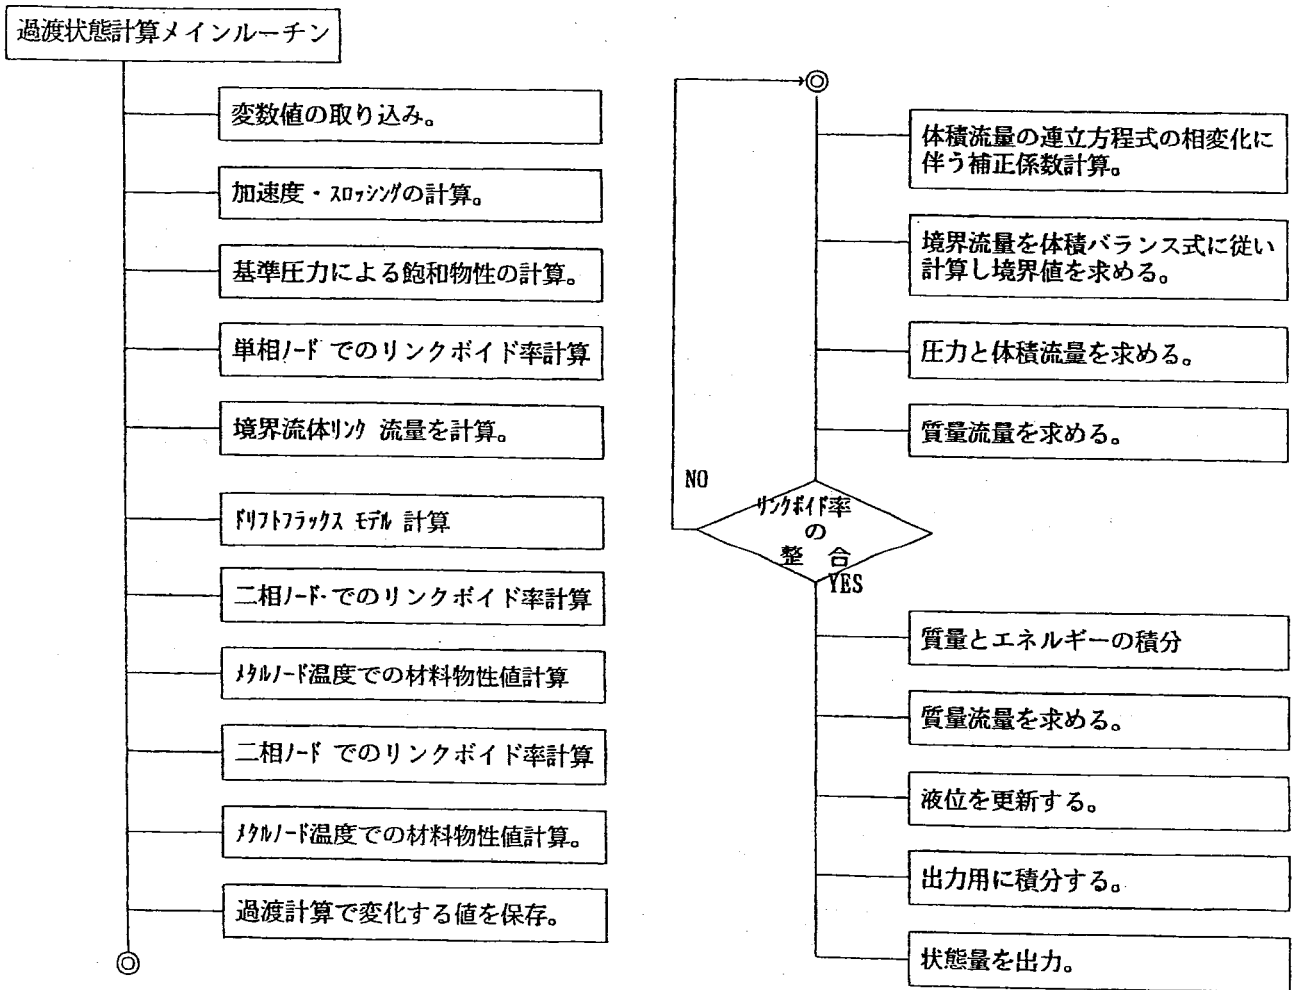 過渡状態計算メインルーチン
変数値の取り込み。
加速度・スロッシングの計算。
基準圧力による飽和物性の計算。
単相ノード でのリンクボイド率計算
境界流体リンク 流量を計算。
ドリフトフラックス モデル 計算
二相ノード でのリンクボイド率計算
メタルノード温度での材料物性値計算
二相ノード でのリンクボイド率計算
メタルノード温度での材料物性値計算。
過渡計算で変化する値を保存。
体積流量の連立方程式の相変化に
伴う補正係数計算。
境界流量を体積バランス式に従い
計算し境界値を求める。
圧力と体積流量を求める。
質量流量を求める。
NO
リンクボイド率
の
整 合
YES
質量とエネルギーの積分
質量流量を求める。
液位を更新する。
出力用に積分する。
状態量を出力。